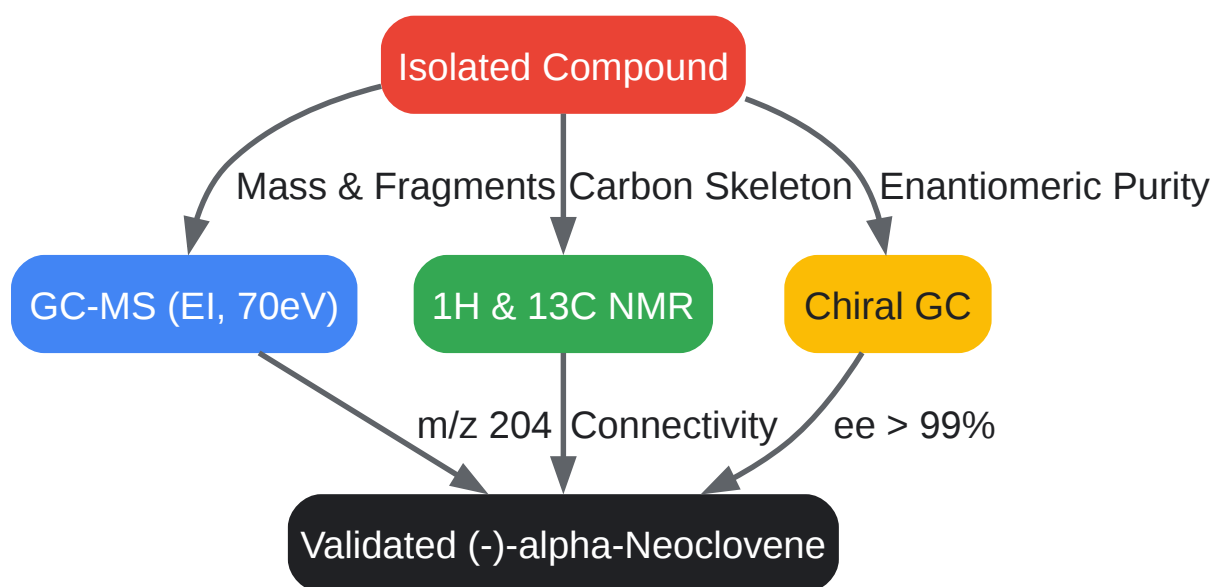 Isolated Compound
Mass & Fragments
Carbon Skeleton
Enantiomeric Purity
GC-MS (EI, 70eV)
1H & 13C NMR
Chiral GC
m/z 204
Connectivity
ee > 99%
Validated (-)-alpha-Neoclovene